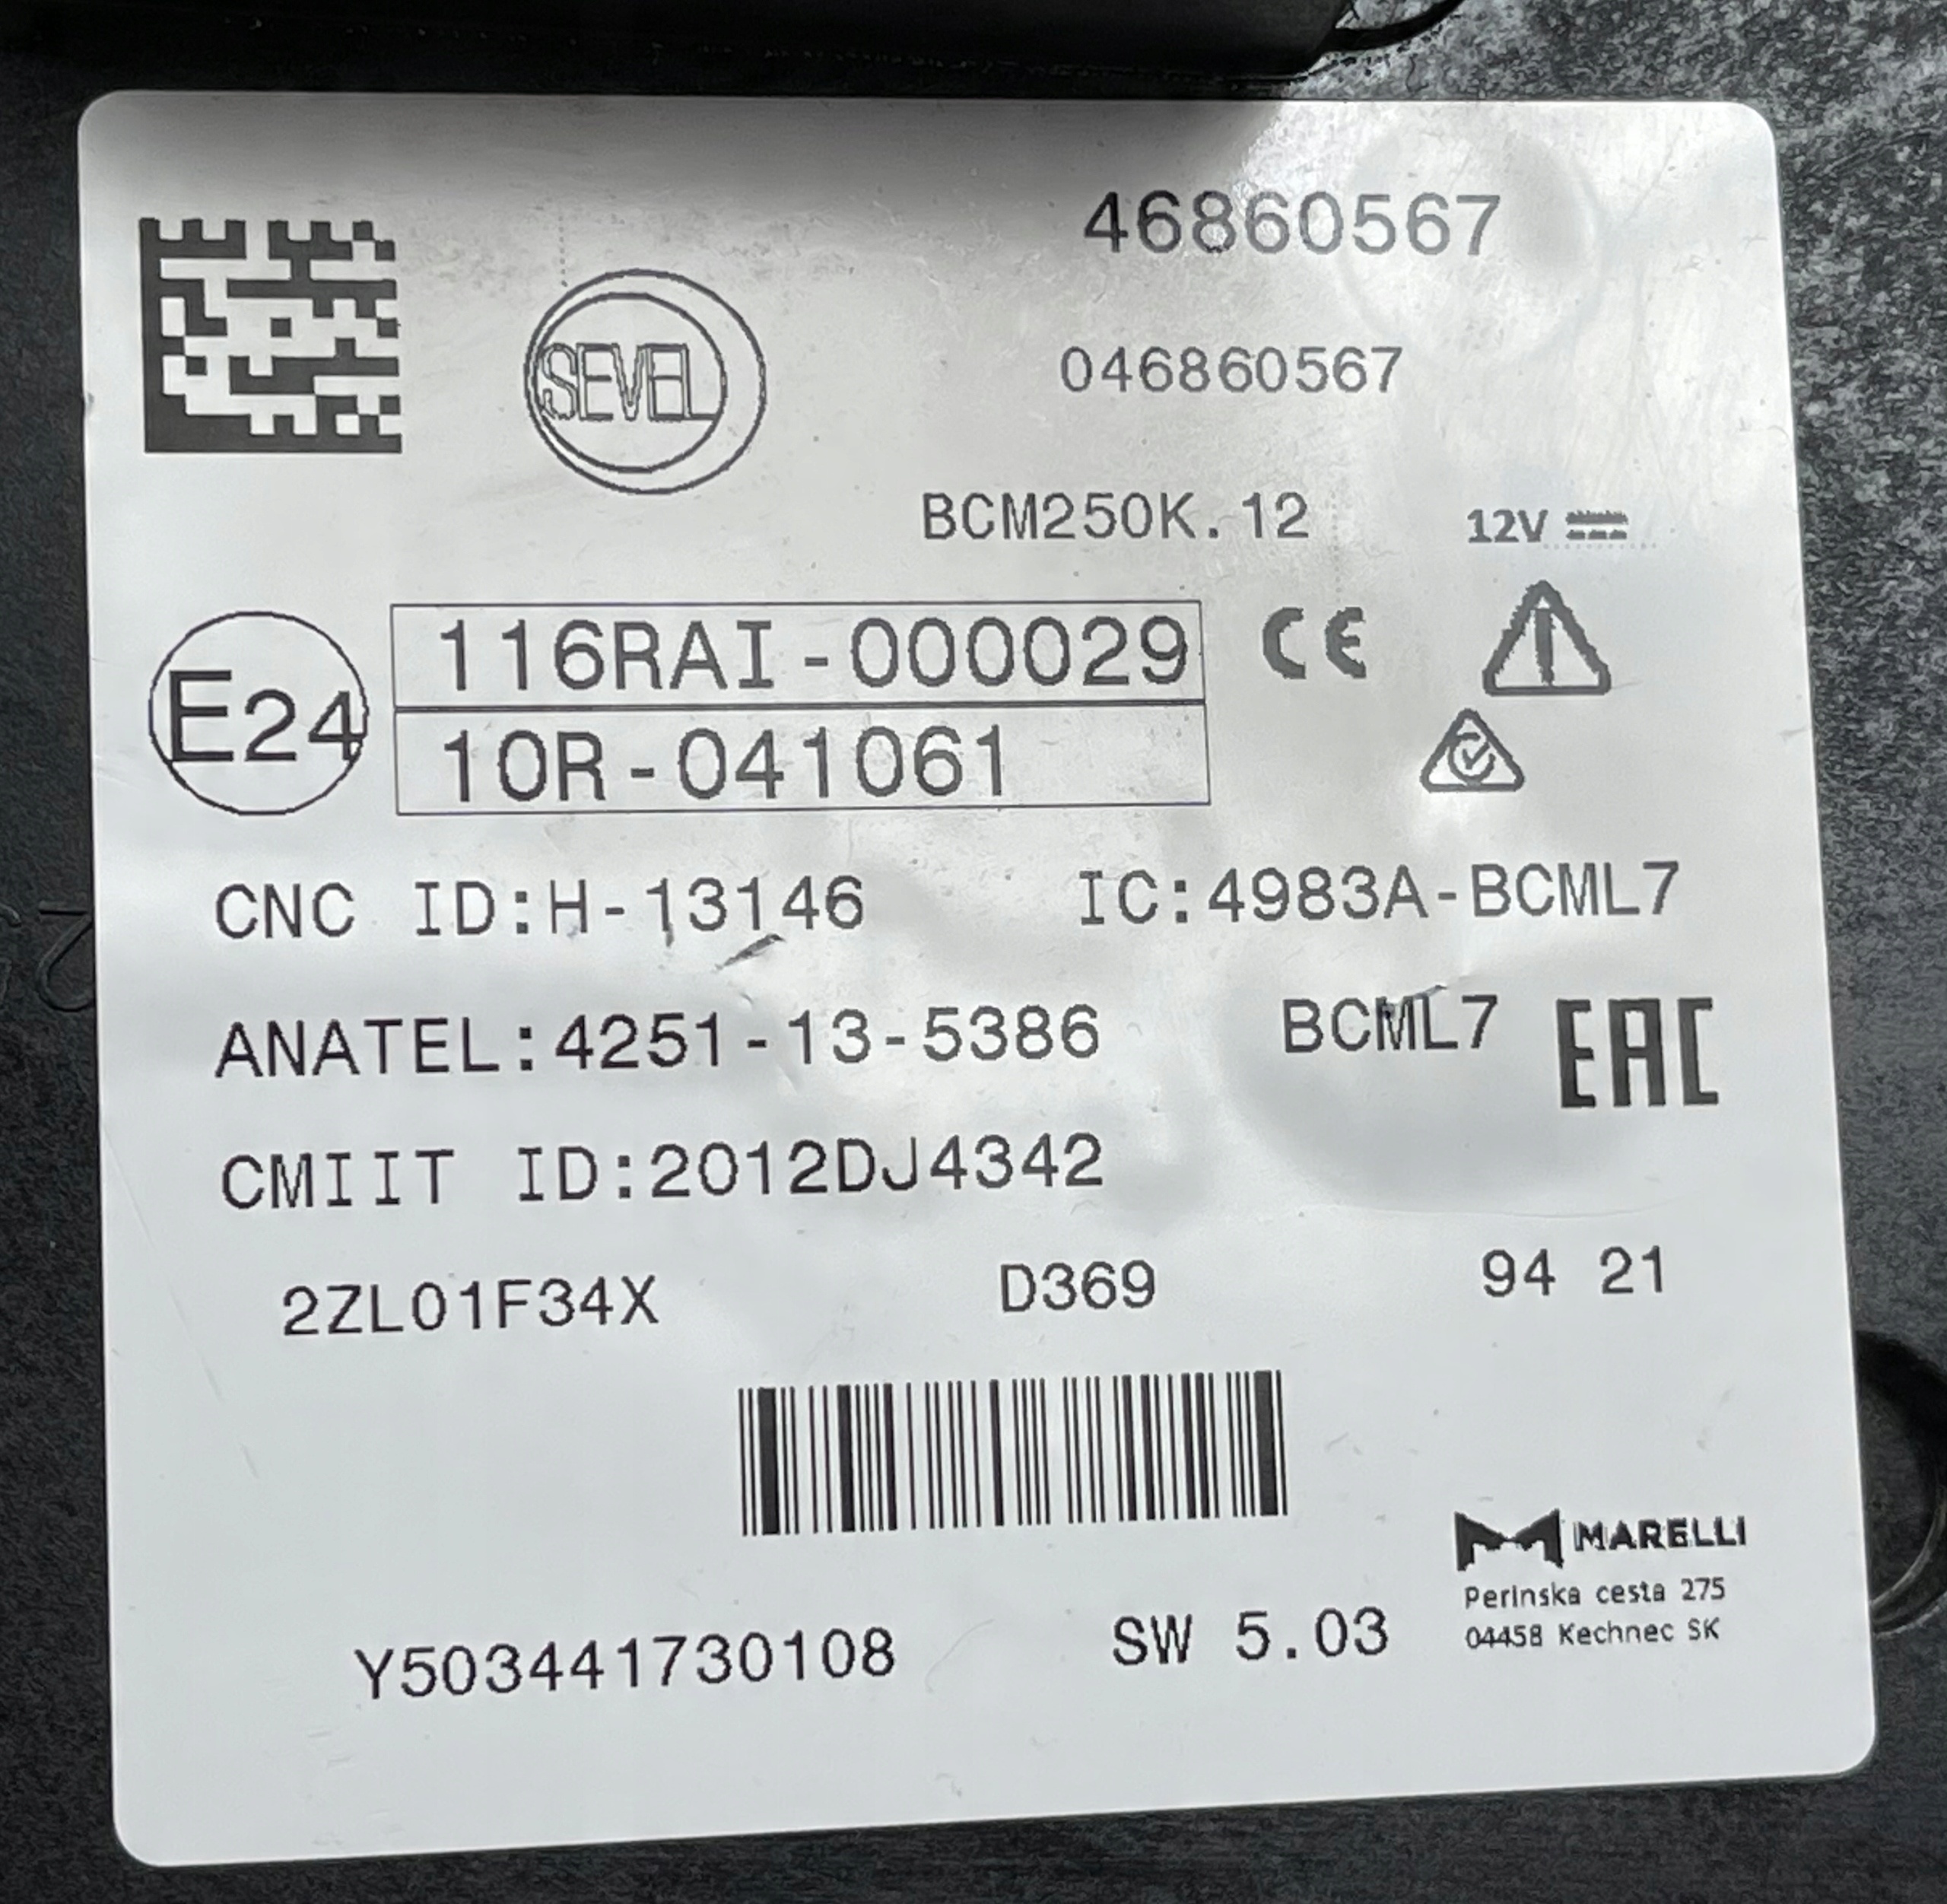 46860567
SEVEL
046860567
BCM250K.12 12V
E24 116RAI-000029 CE
10R-041061
CNC ID:H-13146 IC:4983A-BCML7
ANATEL:4251-13-5386 BCML7 EAC
CMIIT ID:2012DJ4342
2ZL01F34X D369 94 21
MARELLI
Perinska cesta 275
04458 Kechnec SK
Y503441730108 SW 5.03